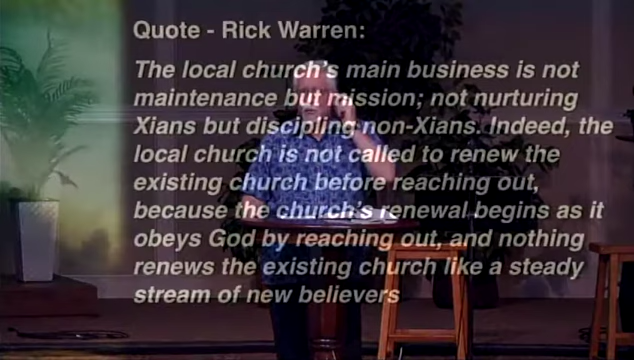 Quote - Rick Warren:
The local church's main business is not
maintenance but mission; not nurturing
Xians but discipling non-Xians. Indeed, the
local church is not called to renew the
existing church before reaching out,
because the church's renewal begins as it
obeys God by reaching out, and nothing
renews the existing church like a steady
stream of new believers